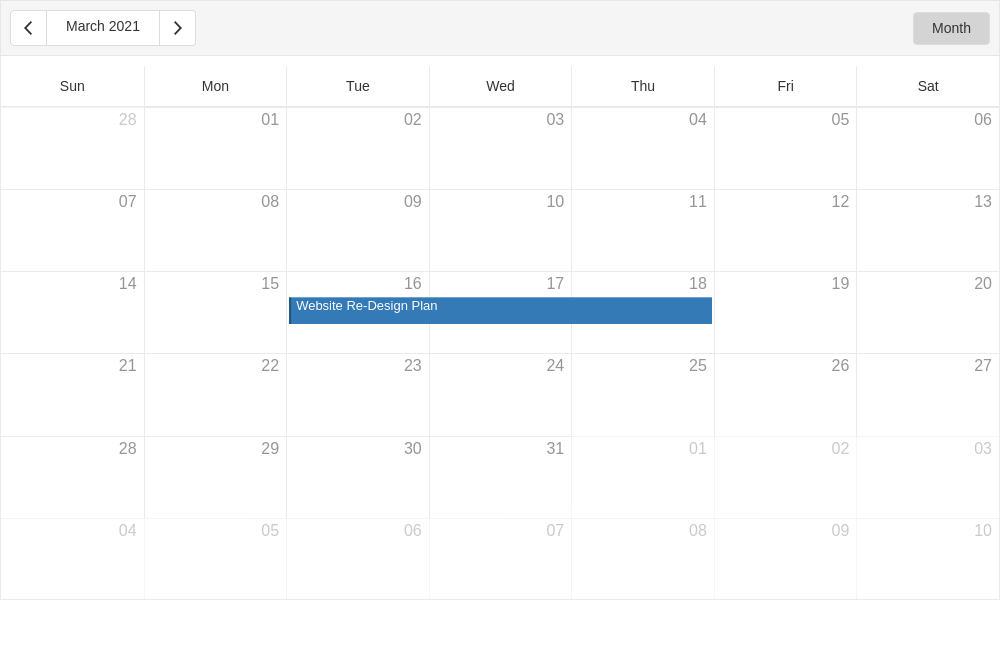 March 2021 Month
Sun Mon Tue Wed Thu Fri Sat
28 01 02 03 04 05 06
07 08 09 10 11 12 13
14 15 16 17 18 19 20
Website Re-Design Plan
21 22 23 24 25 26 27
28 29 30 31 01 02 03
04 05 06 07 08 09 10